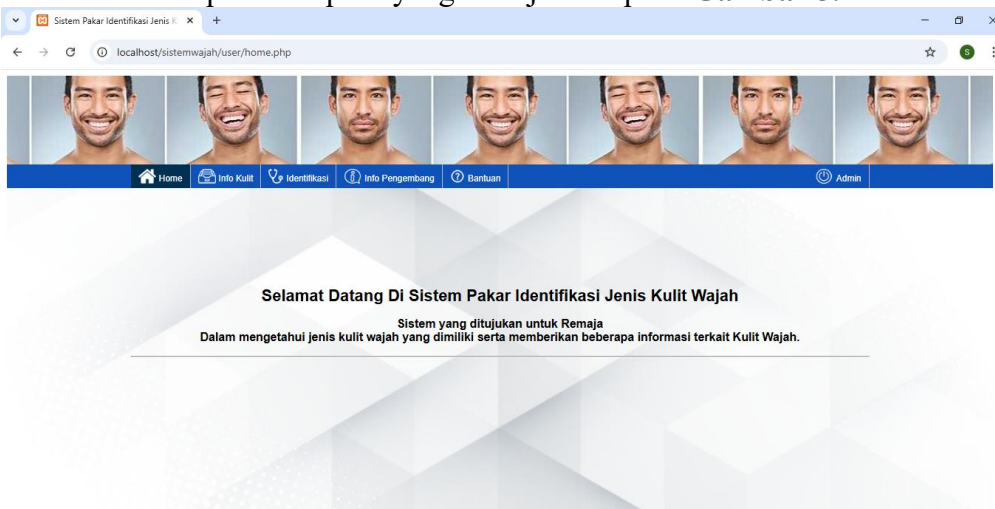 Sistem Pakar Identifikasi Jenis K
localhost/sistemwajah/user/home.php
S
Home Info Kulit Identifikasi Info Pengembang Bantuan Admin
Selamat Datang Di Sistem Pakar Identifikasi Jenis Kulit Wajah
Sistem yang ditujukan untuk Remaja
Dalam mengetahui jenis kulit wajah yang dimiliki serta memberikan beberapa informasi terkait Kulit Wajah.